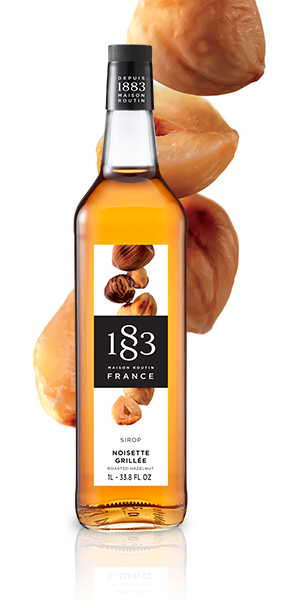 DEPUIS
1883
MAISON
ROUTIN
1883
MAISON ROUTIN
FRANCE
SIROP
NOISETTE
GRILLÉE
ROASTED HAZELNUT
1L - 33.8 FL OZ